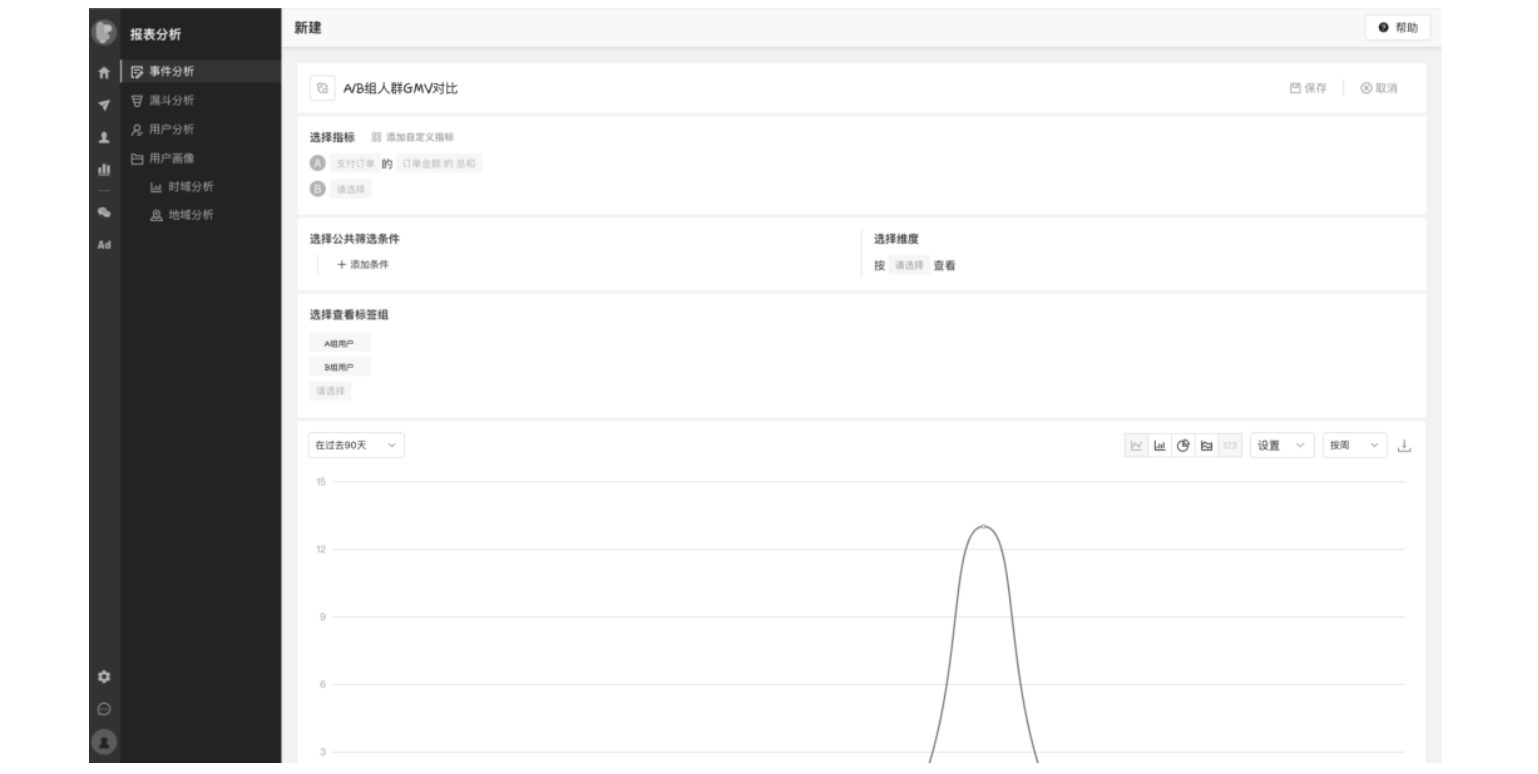 报表分析
事件分析
漏斗分析
用户分析
用户画像
时域分析
地域分析
Ad
新建
帮助
A/B组人群GMV对比
保存
取消
选择指标 添加自定义指标
A 支付订单 的 订单金额 的 总和
B 请选择
选择公共筛选条件
+ 添加条件
选择维度
按 请选择 查看
选择查看标签组
A组用户
B组用户
请选择
在过去90天
123
设置
按周
15
12
9
6
3